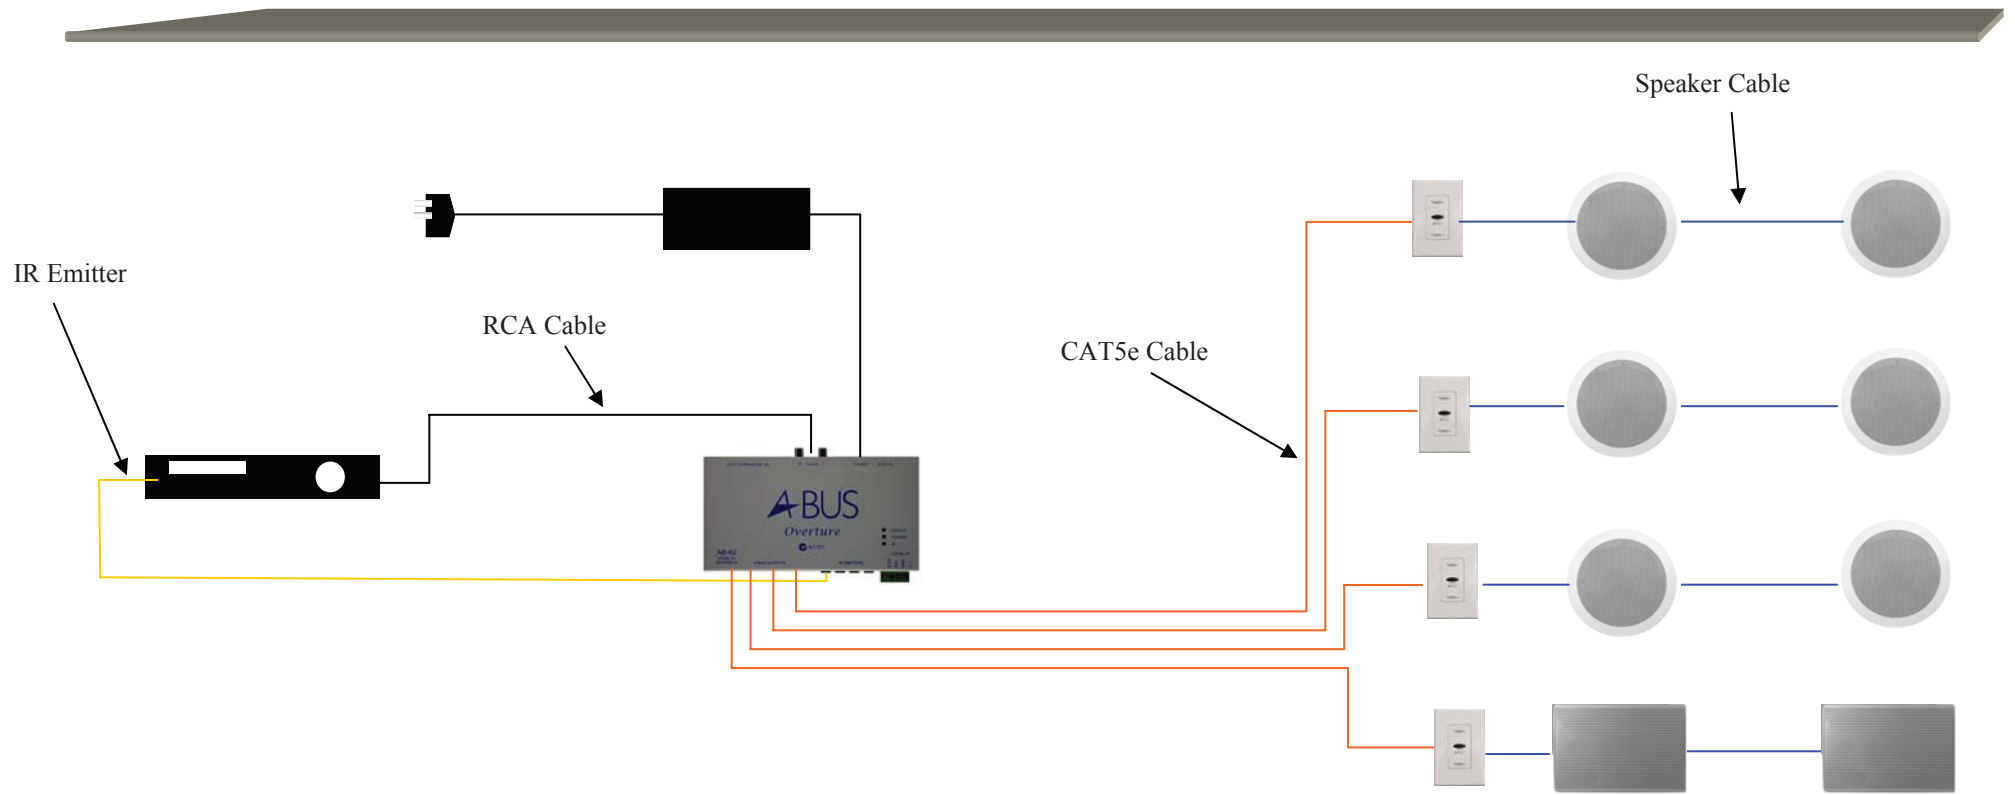 Speaker Cable
IR Emitter
RCA Cable
CAT5e Cable
A-BUS
Overture